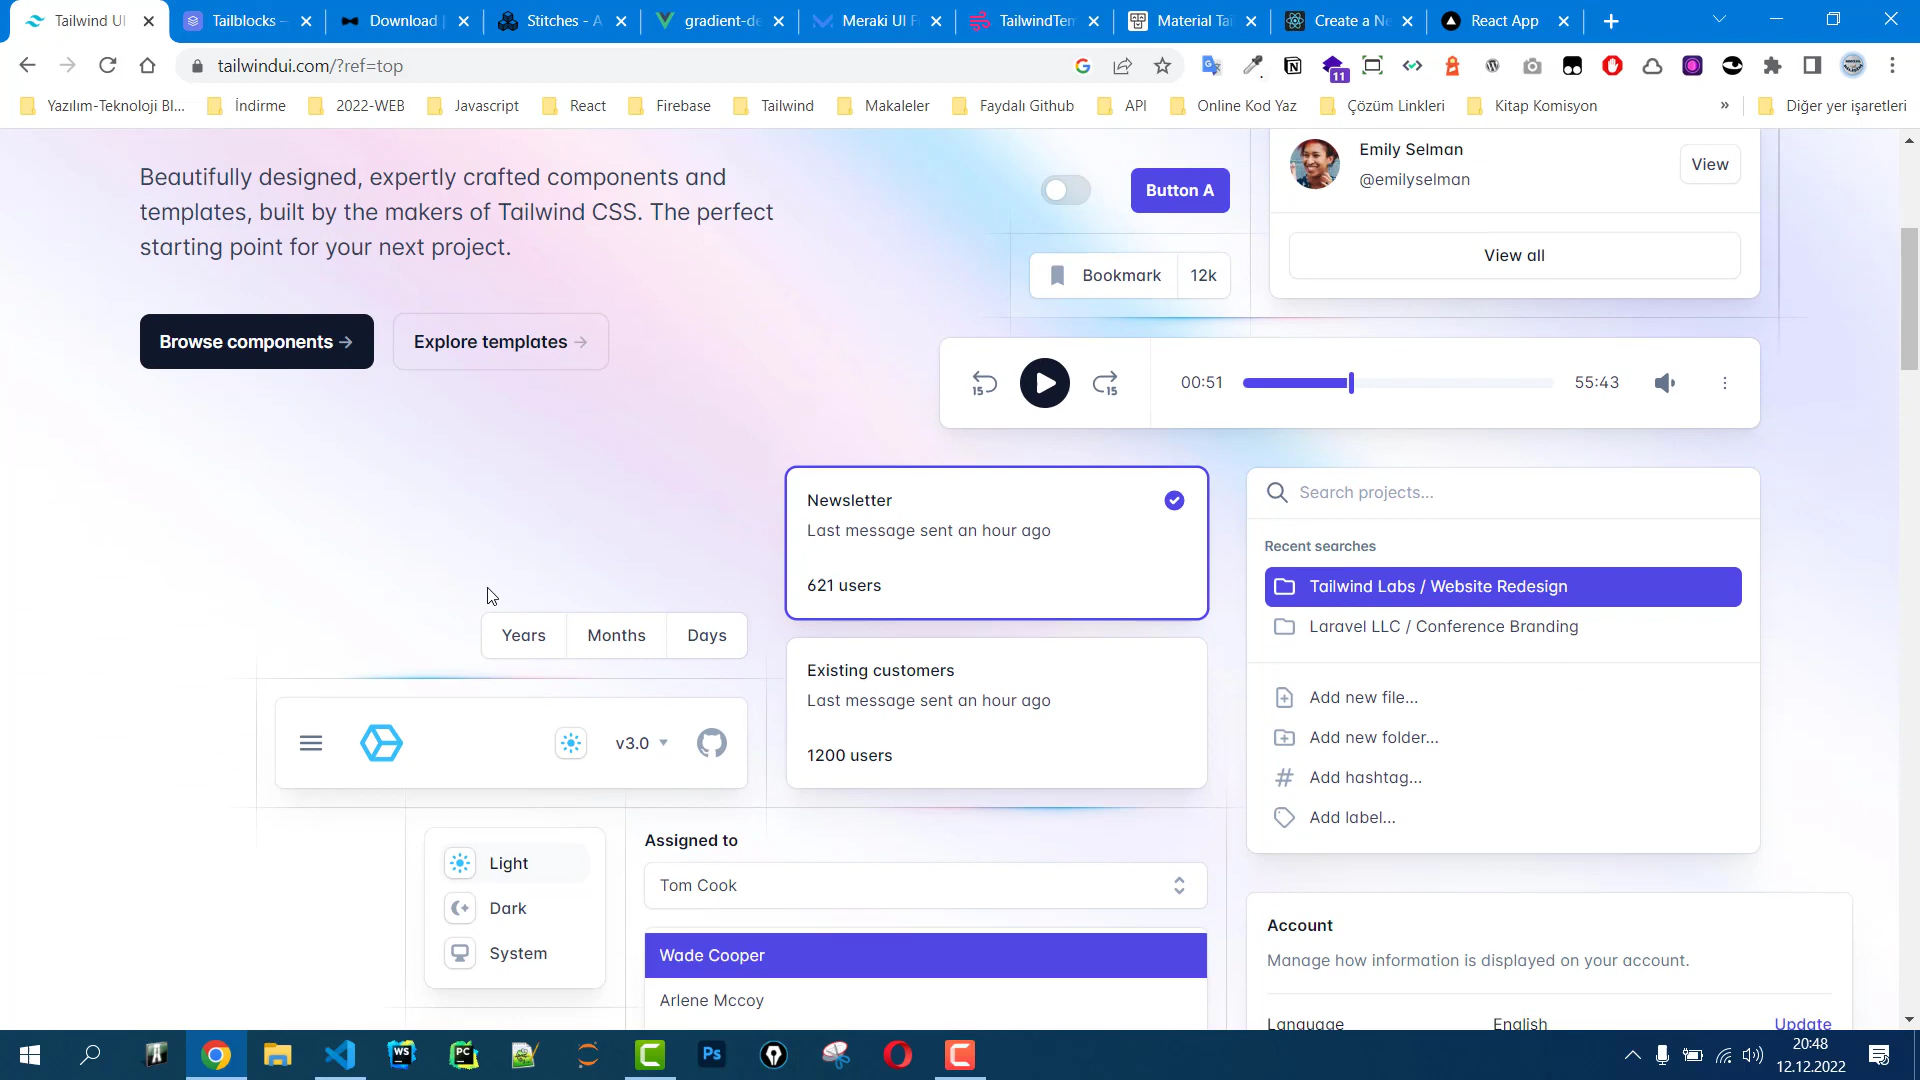 Tailwind UI
Tailblocks –
Download |
Stitches - A
gradient-de
Meraki UI F
TailwindTem
Material Tai
Create a Ne
React App
tailwindui.com/?ref=top
11
Yazılım-Teknoloji Bl...
İndirme
2022-WEB
Javascript
React
Firebase
Tailwind
Makaleler
Faydalı Github
API
Online Kod Yaz
Çözüm Linkleri
Kitap Komisyon
»
Diğer yer işaretleri
Beautifully designed, expertly crafted components and
templates, built by the makers of Tailwind CSS. The perfect
starting point for your next project.
Browse components →
Explore templates →
Button A
Bookmark 12k
Emily Selman
@emilyselman
View
View all
15
15
00:51
55:43
Newsletter
Last message sent an hour ago
621 users
Existing customers
Last message sent an hour ago
1200 users
Search projects...
Recent searches
Tailwind Labs / Website Redesign
Laravel LLC / Conference Branding
Add new file...
Add new folder...
Add hashtag...
Add label...
Years Months Days
v3.0
Light
Dark
System
Assigned to
Tom Cook
Wade Cooper
Arlene Mccoy
Account
Manage how information is displayed on your account.
Language English Update
WS
PC
Ps
20:48
12.12.2022